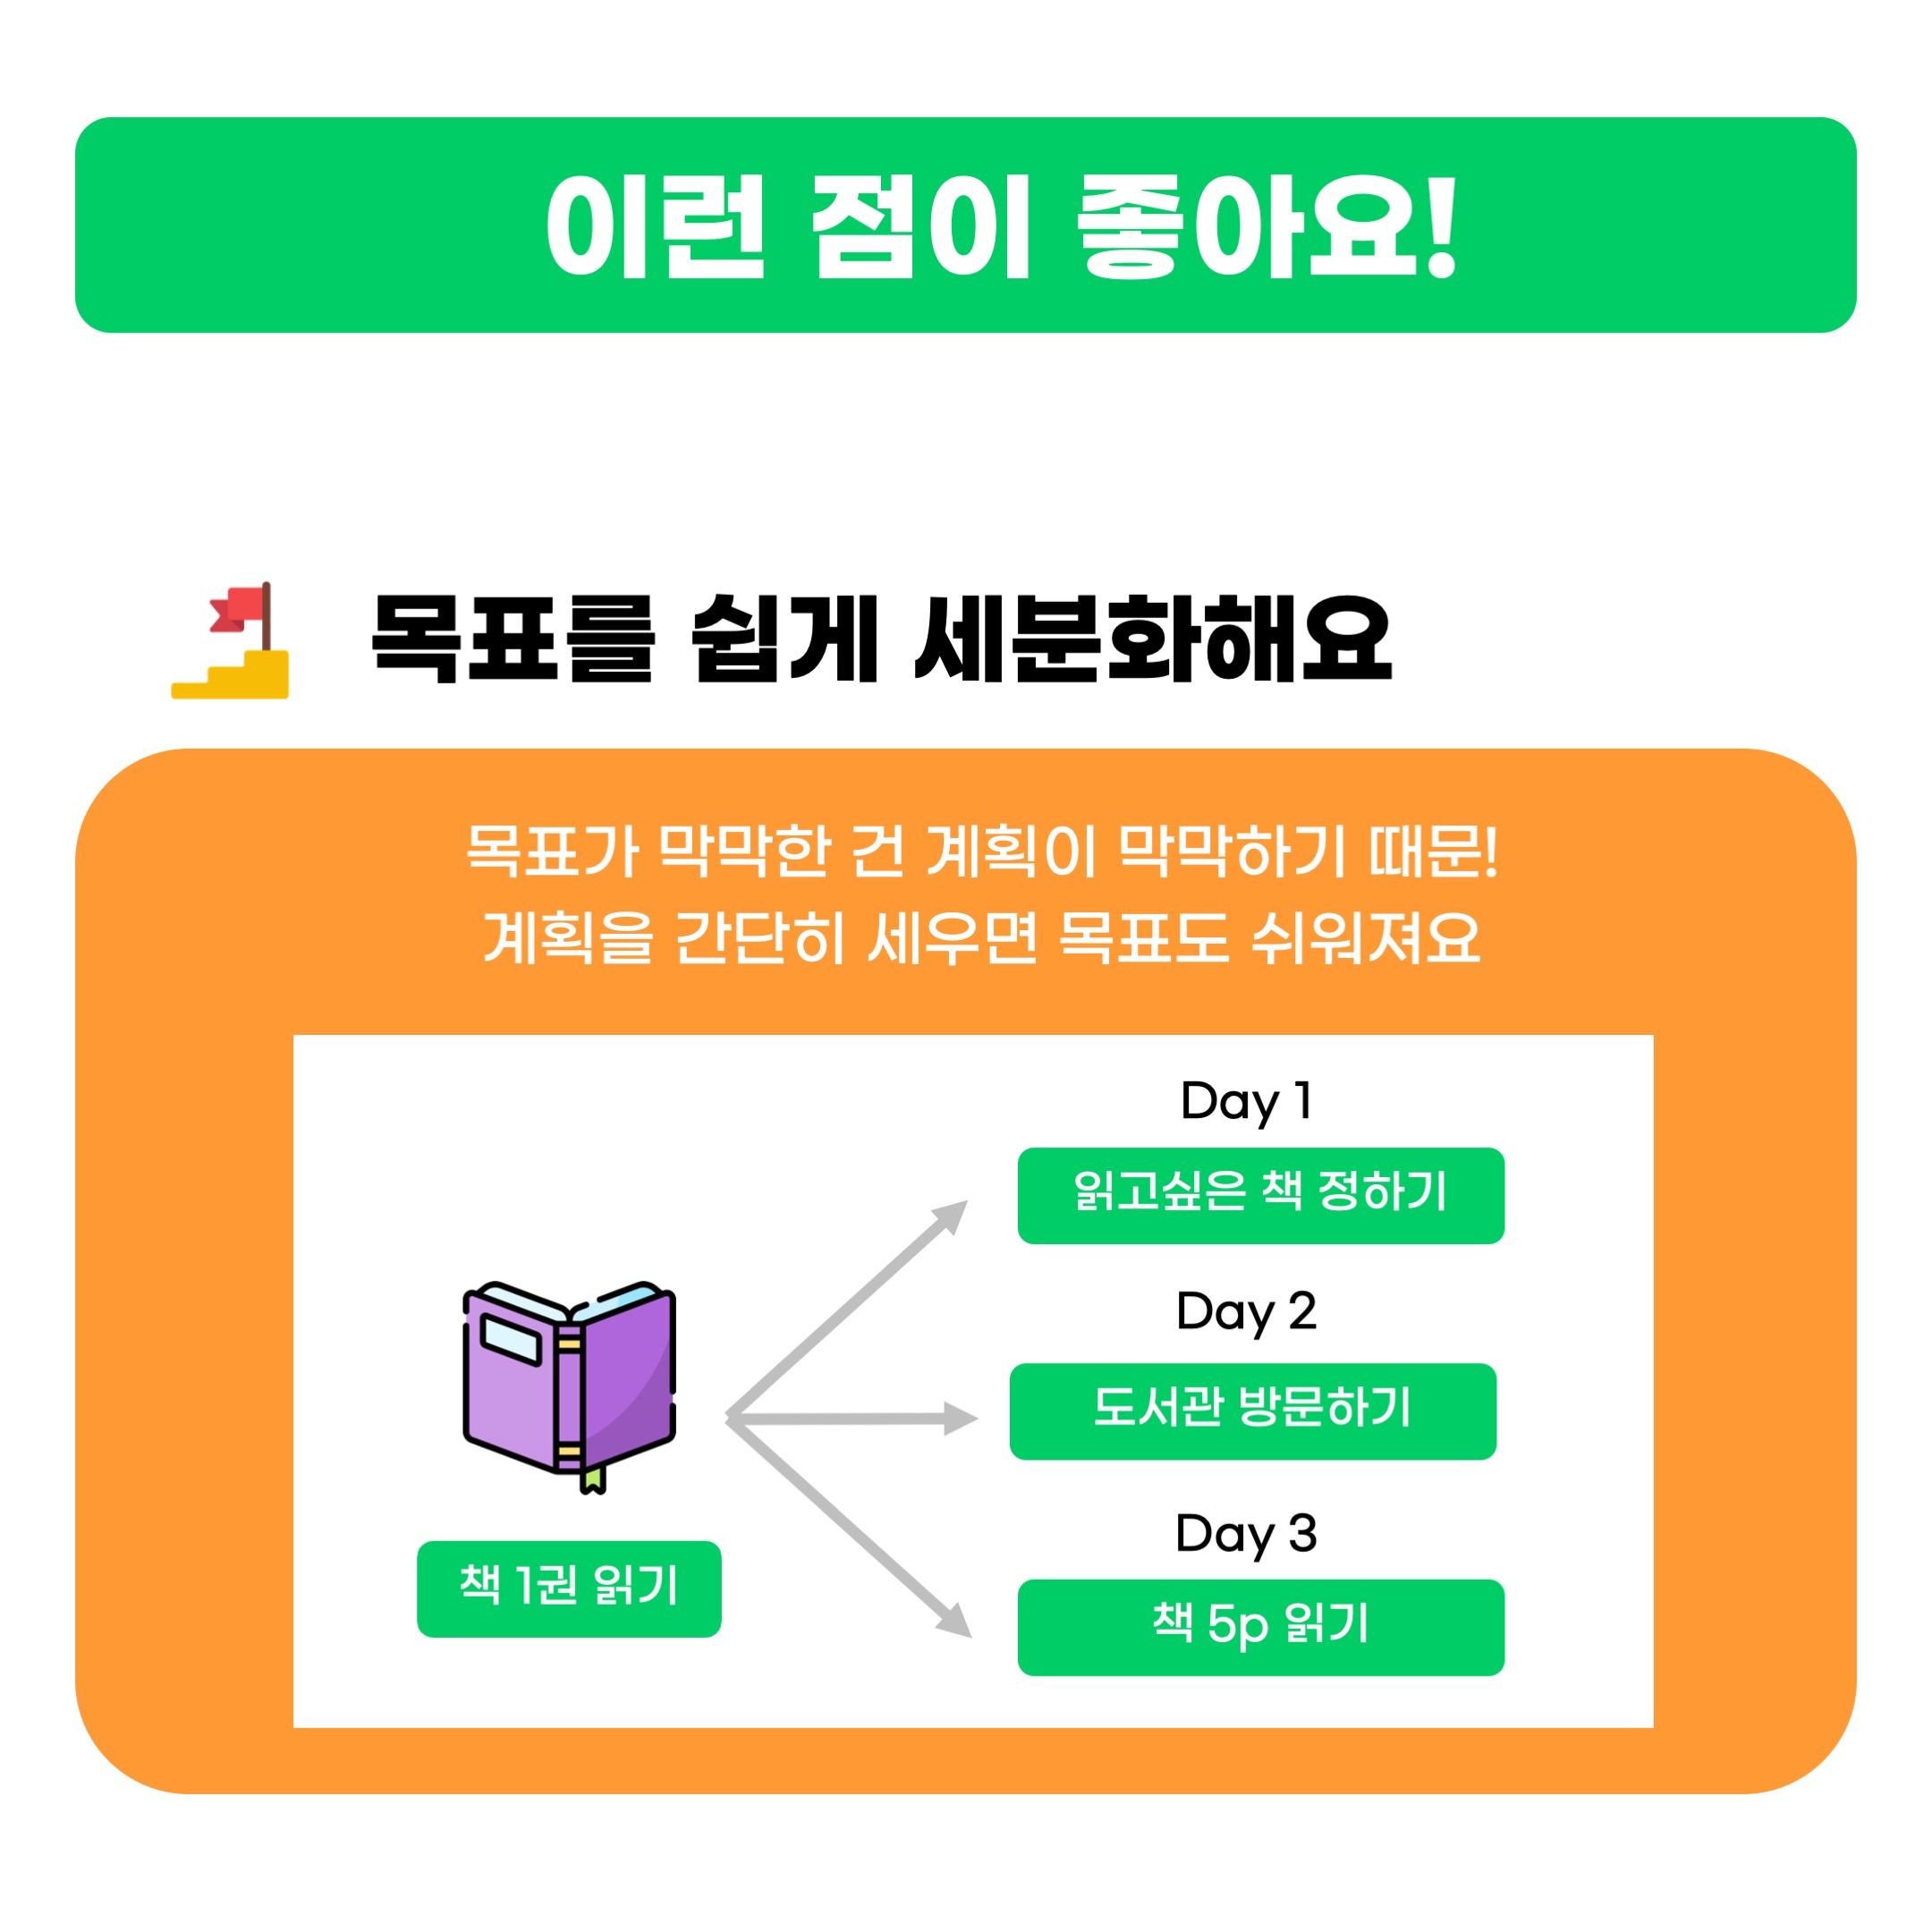 이런 점이 좋아요!
목표를 쉽게 세분화해요
목표가 막막한 건 계획이 막막하기 때문!
계획을 간단히 세우면 목표도 쉬워져요
Day 1
읽고싶은 책 정하기
Day 2
도서관 방문하기
Day 3
책 5p 읽기
책 1권 읽기